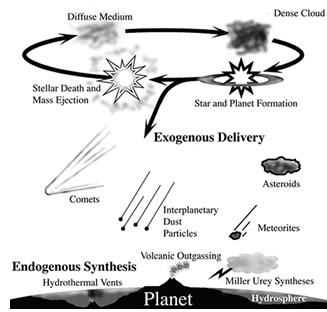 Diffuse Medium
Dense Cloud
Stellar Death and
Mass Ejection
Star and Planet Formation
Exogenous Delivery
Asteroids
Comets
Interplanetary
Dust
Particles
Meteorites
Volcanic Outgassing
Endogenous Synthesis
Hydrothermal Vents
Miller Urey Syntheses
Planet
Hydrosphere